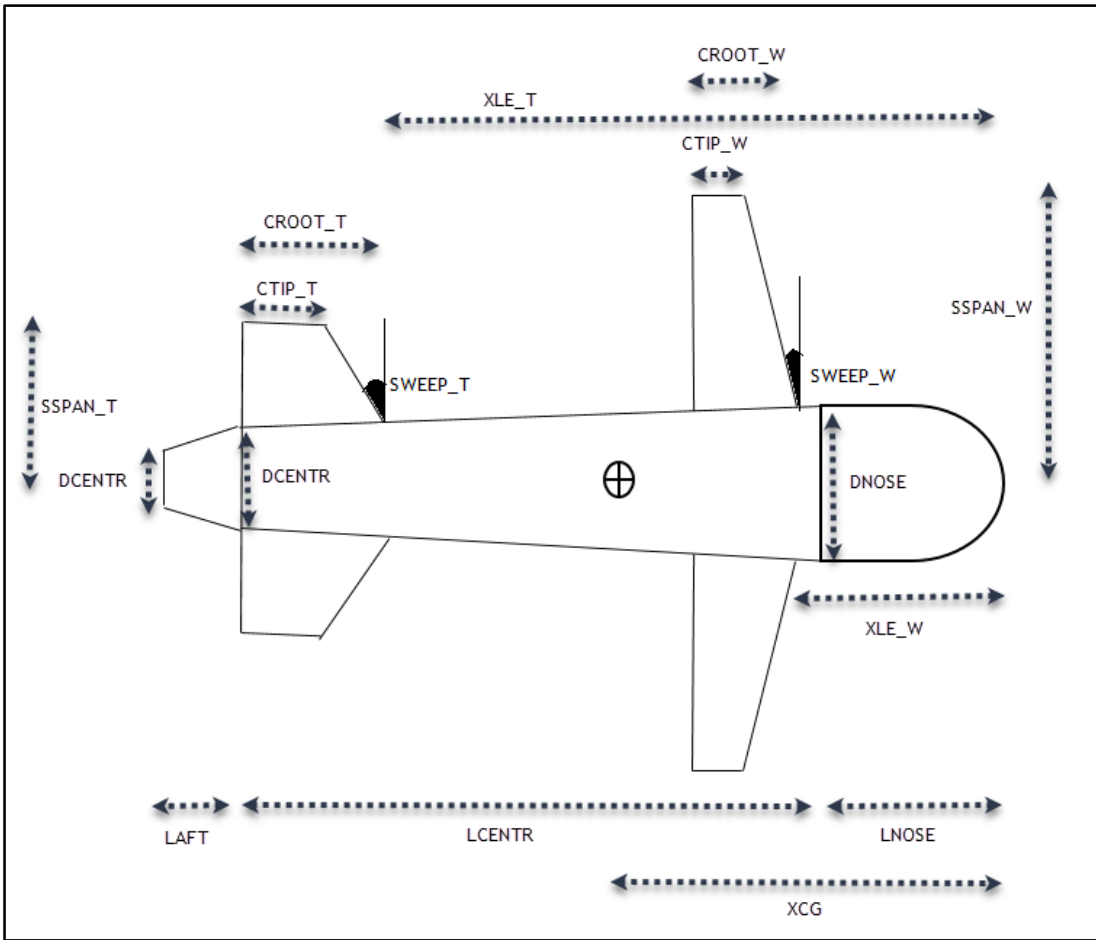 CROOT_W
XLE_T
CTIP_W
CROOT_T
CTIP_T
SSPAN_W
SWEEP_T
SWEEP_W
SSPAN_T
DCENTR
DCENTR
DNOSE
XLE_W
LAFT
LCENTR
LNOSE
XCG